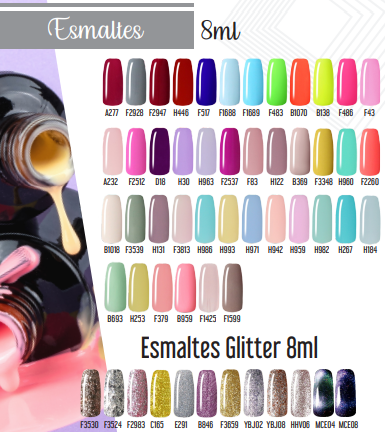 Esmaltes 8ml
A277 F2928 F2947 H446 F517 F1688 F1689 F483 B1070 B138 F486 F43
A232 F2512 D18 H30 H963 F2537 F83 H122 B369 F3348 H960 F2260
B1018 F3539 H131 F3813 H986 H993 H971 H942 H959 H982 H267 H184
B693 H253 F379 B959 F1425 F1599
Esmaltes Glitter 8ml
F3530 F3524 F2983 C165 E291 B846 F3659 YBJ02 YBJ08 HHV06 MCE04 MCE08